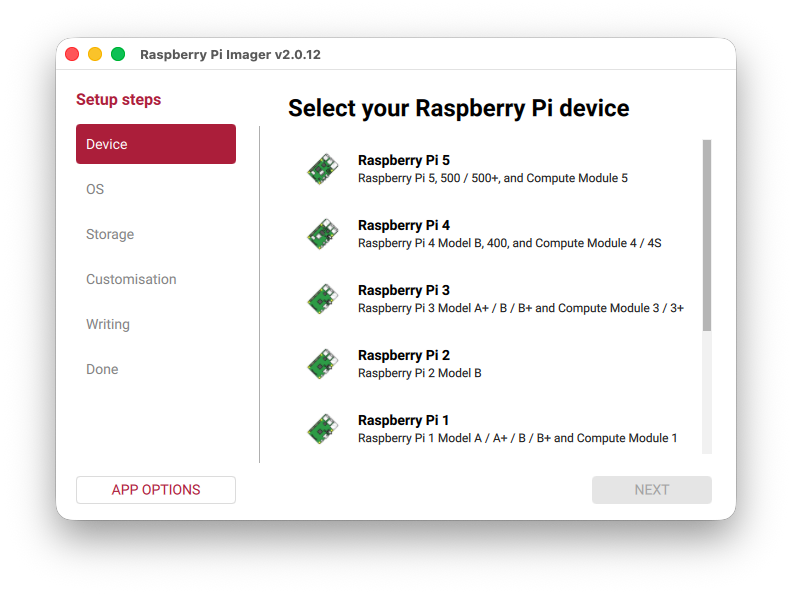 Raspberry Pi Imager v2.0.12
Setup steps
Device
OS
Storage
Customisation
Writing
Done
APP OPTIONS
Select your Raspberry Pi device
Raspberry Pi 5
Raspberry Pi 5, 500 / 500+, and Compute Module 5
Raspberry Pi 4
Raspberry Pi 4 Model B, 400, and Compute Module 4 / 4S
Raspberry Pi 3
Raspberry Pi 3 Model A+ / B / B+ and Compute Module 3 / 3+
Raspberry Pi 2
Raspberry Pi 2 Model B
Raspberry Pi 1
Raspberry Pi 1 Model A / A+ / B / B+ and Compute Module 1
NEXT